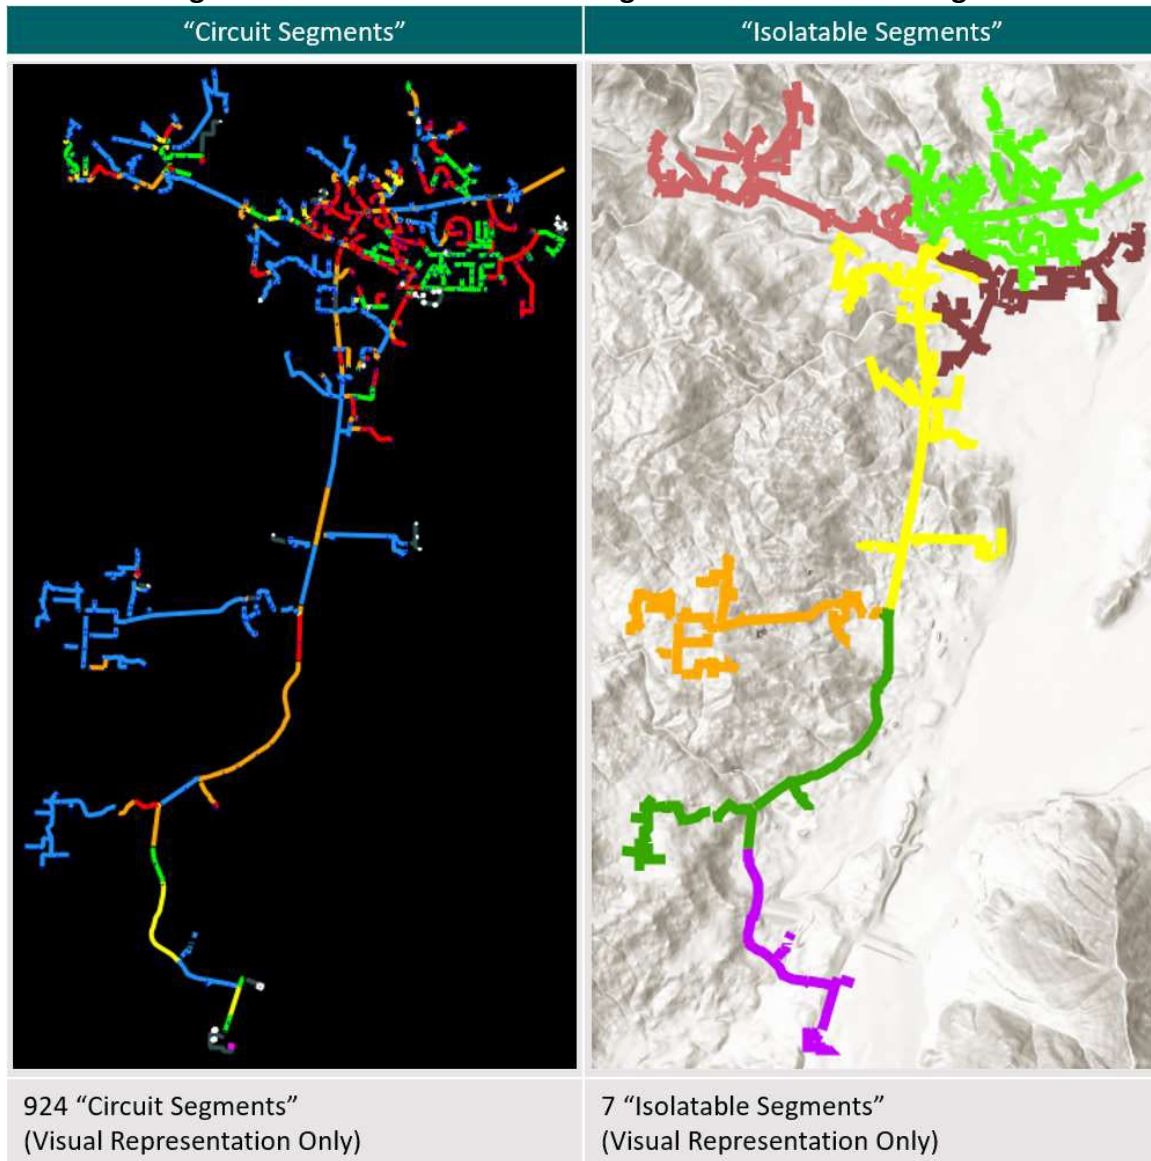 “Circuit Segments”
“Isolatable Segments”
924 “Circuit Segments”
(Visual Representation Only)
7 “Isolatable Segments”
(Visual Representation Only)